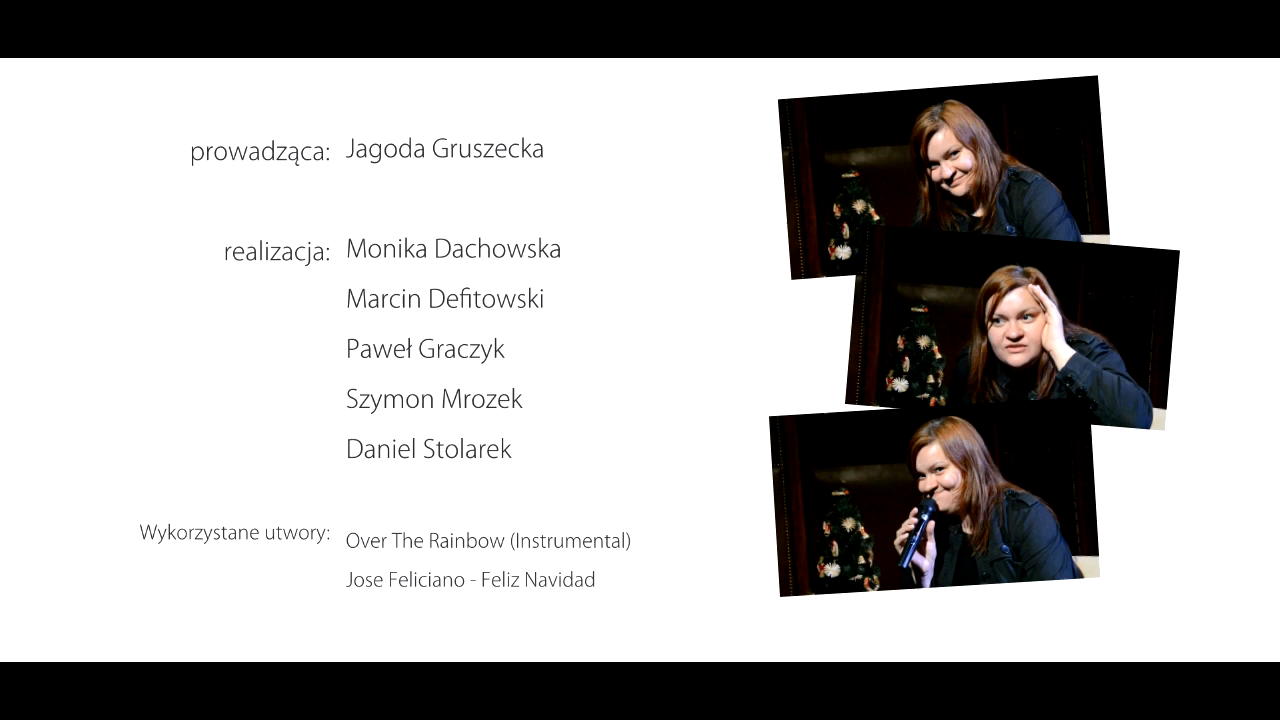 prowadząca: Jagoda Gruszecka
realizacja: Monika Dachowska
Marcin Defitowski
Paweł Graczyk
Szymon Mrozek
Daniel Stolarek
Wykorzystane utwory: Over The Rainbow (Instrumental)
Jose Feliciano - Feliz Navidad